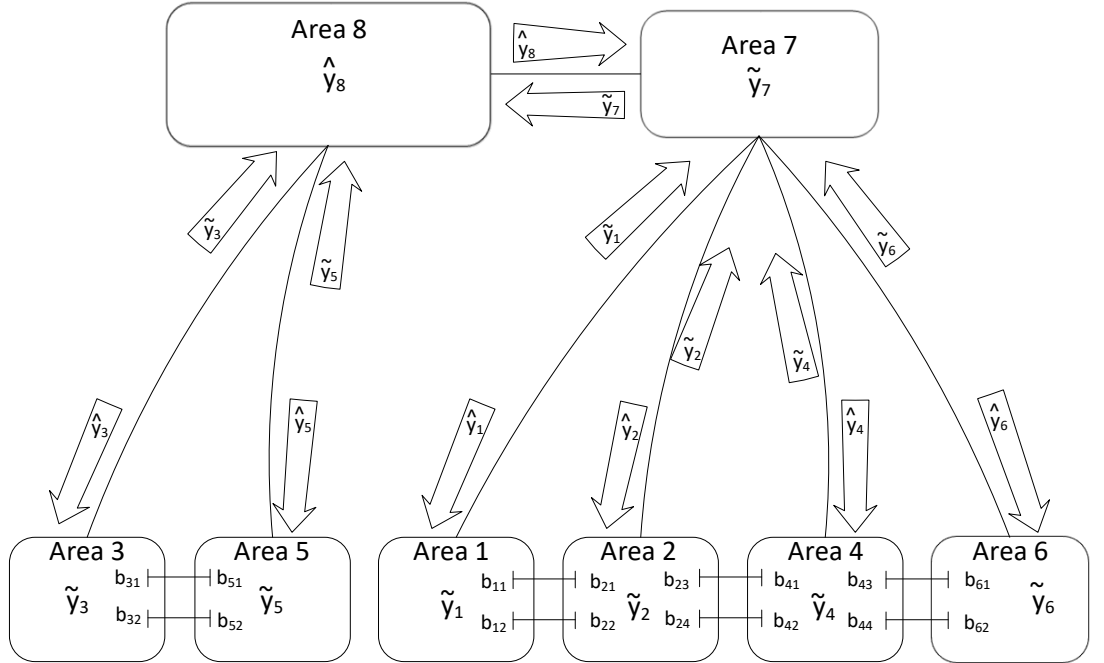 Area 8
ŷ₈
ŷ₈
Area 7
ỹ₇
ỹ₇
ỹ₃
ỹ₅
ỹ₁
ỹ₆
ỹ₂
ỹ₄
ŷ₃
ŷ₅
ŷ₁
ŷ₂
ŷ₄
ŷ₆
Area 3
b₃₁
ỹ₃
b₃₂
Area 5
b₅₁
ỹ₅
b₅₂
Area 1
b₁₁
ỹ₁
b₁₂
Area 2
b₂₁
b₂₃
ỹ₂
b₂₂
b₂₄
Area 4
b₄₁
b₄₃
ỹ₄
b₄₂
b₄₄
Area 6
b₆₁
ỹ₆
b₆₂